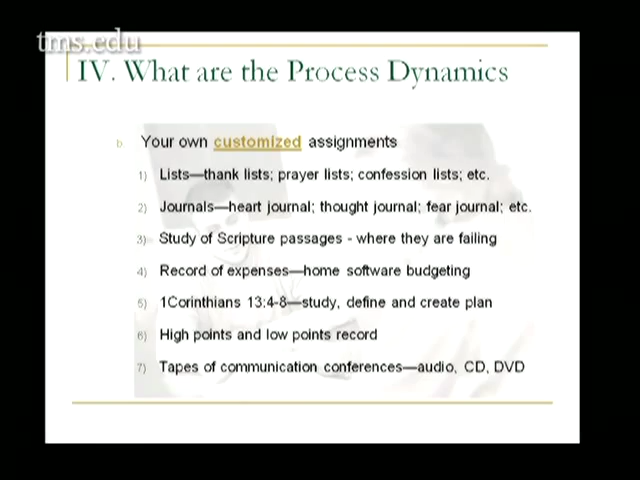 tms.edu
IV. What are the Process Dynamics
b. Your own customized assignments
1) Lists—thank lists; prayer lists; confession lists; etc.
2) Journals—heart journal; thought journal; fear journal; etc.
3) Study of Scripture passages - where they are failing
4) Record of expenses—home software budgeting
5) 1Corinthians 13:4-8—study, define and create plan
6) High points and low points record
7) Tapes of communication conferences—audio, CD, DVD